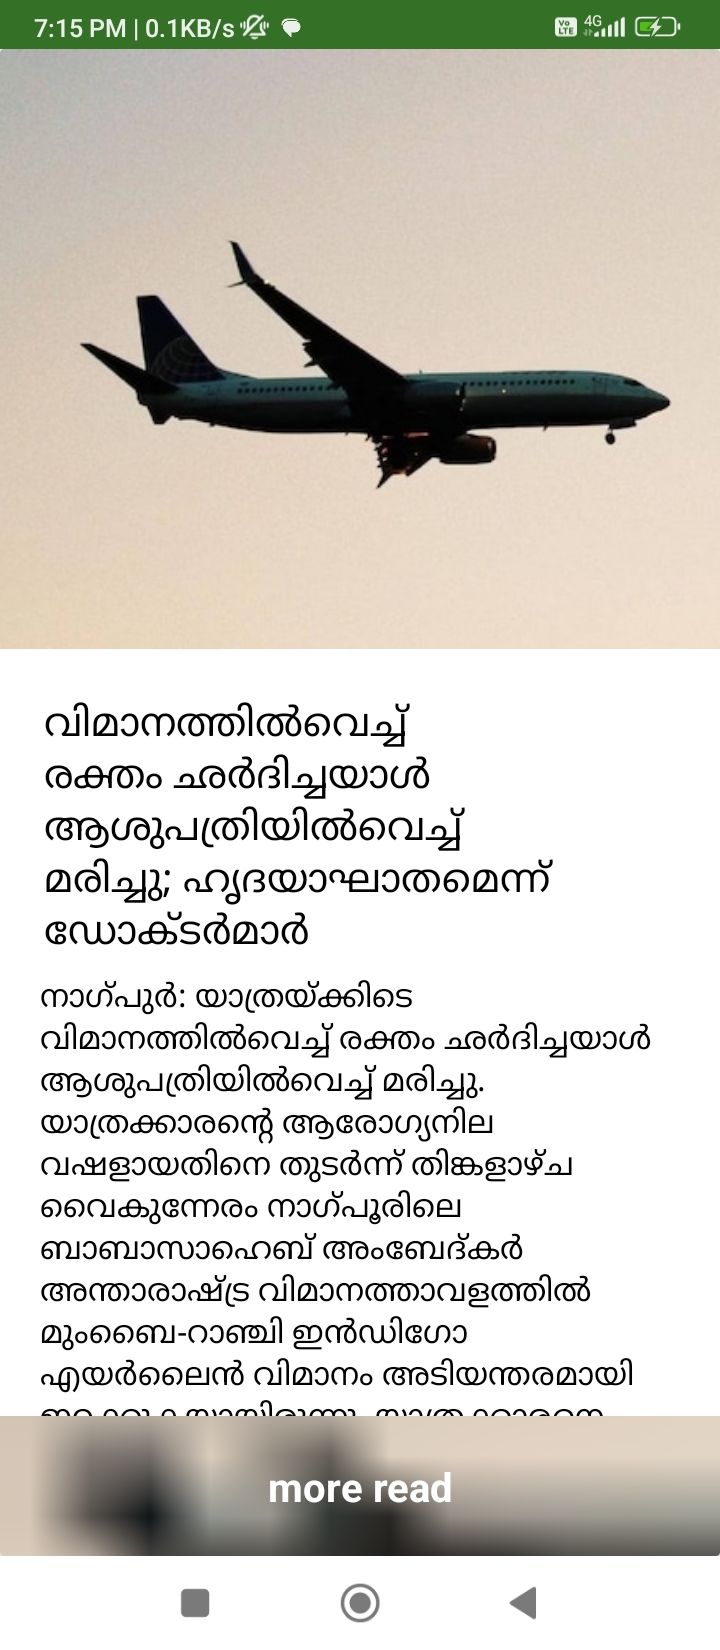 7:15 PM | 0.1KB/s
Vo LTE 4G
വിമാനത്തിൽവെച്ച്
രക്തം ഛർദിച്ചയാൾ
ആശുപത്രിയിൽവെച്ച്
മരിച്ചു; ഹൃദയാഘാതമെന്ന്
ഡോക്ടർമാർ
നാഗ്പുർ: യാത്രയ്ക്കിടെ
വിമാനത്തിൽവെച്ച് രക്തം ഛർദിച്ചയാൾ
ആശുപത്രിയിൽവെച്ച് മരിച്ചു.
യാത്രക്കാരന്റെ ആരോഗ്യനില
വഷളായതിനെ തുടർന്ന് തിങ്കളാഴ്ച
വൈകുന്നേരം നാഗ്പൂരിലെ
ബാബാസാഹെബ് അംബേദ്കർ
അന്താരാഷ്ട്ര വിമാനത്താവളത്തിൽ
മുംബൈ-റാഞ്ചി ഇൻഡിഗോ
എയർലൈൻ വിമാനം അടിയന്തരമായി
more read